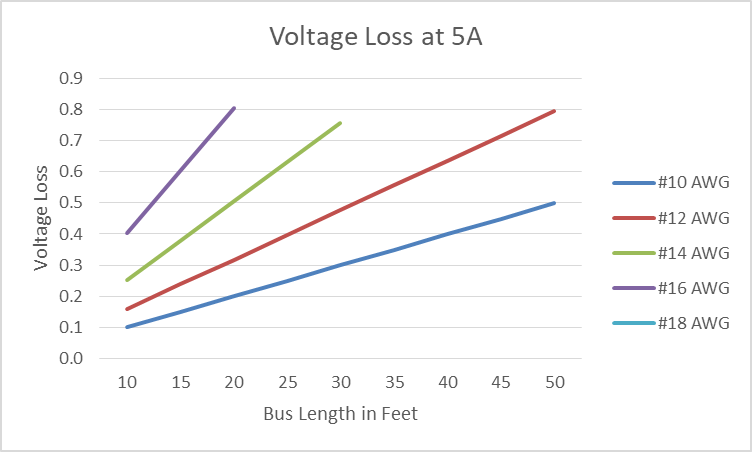 Voltage Loss at 5A
Voltage Loss
0.9
0.8
0.7
0.6
0.5
0.4
0.3
0.2
0.1
0.0
10 15 20 25 30 35 40 45 50
Bus Length in Feet
#10 AWG
#12 AWG
#14 AWG
#16 AWG
#18 AWG